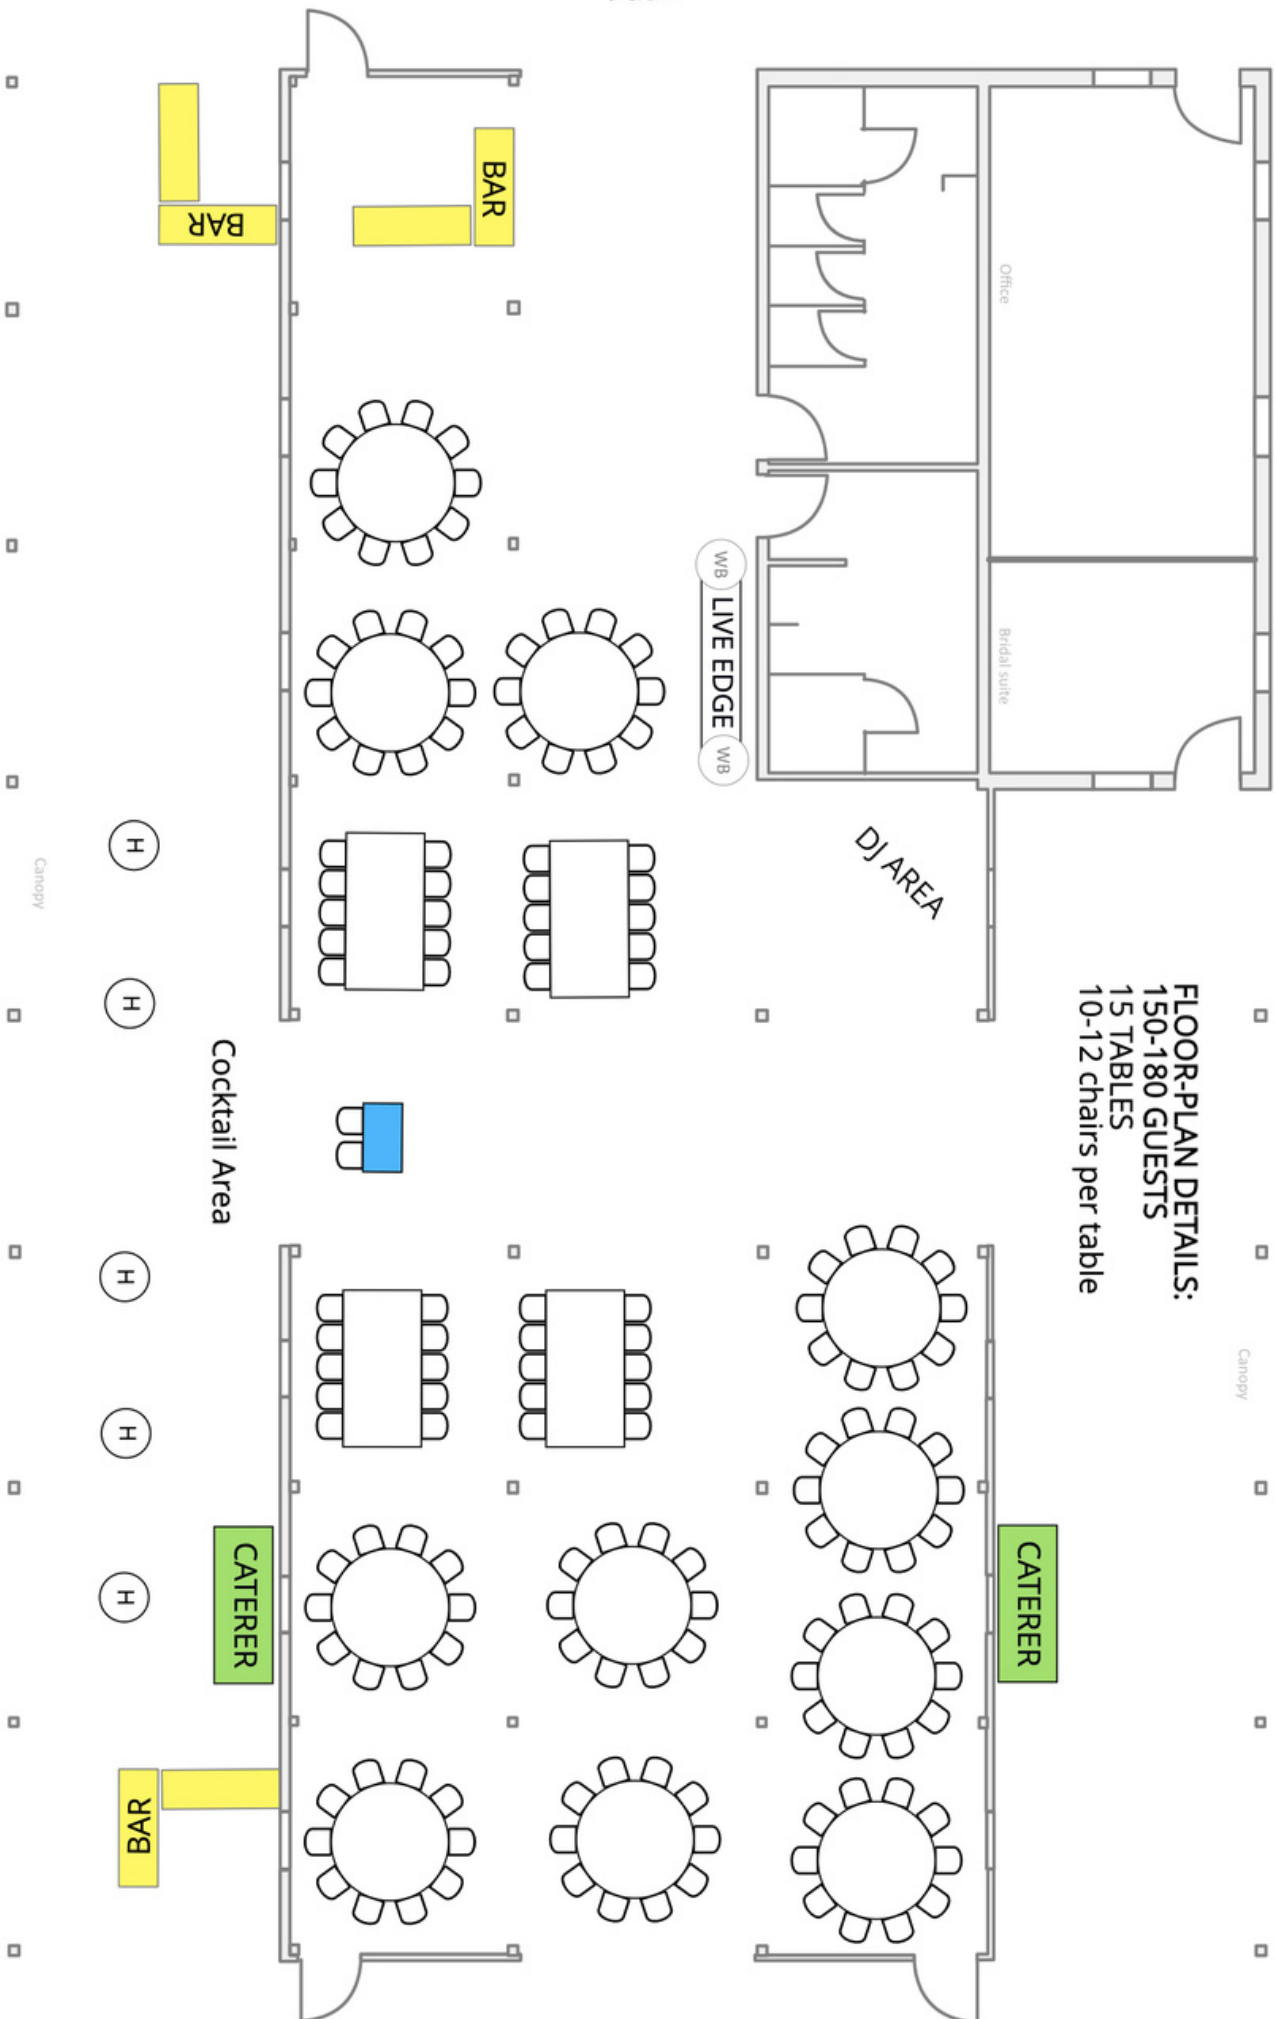 FLOOR-PLAN DETAILS:
150-180 GUESTS
15 TABLES
10-12 chairs per table
Office
Bridal suite
Canopy
CATERER
DJ AREA
WB
LIVE EDGE
WB
BAR
BAR
Cocktail Area
CATERER
BAR
H
H
H
H
H
Canopy